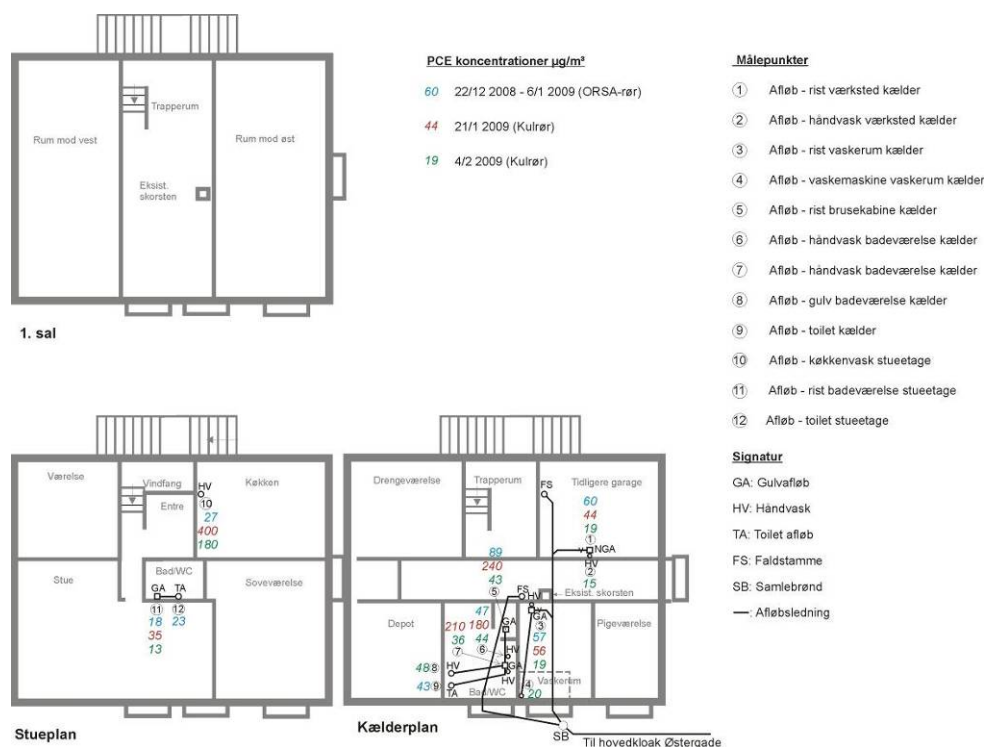 Trapperum
Rum mod vest
Rum mod øst
Eksist.
skorsten
1. sal
PCE koncentrationer µg/m³
60 22/12 2008 - 6/1 2009 (ORSA-rør)
44 21/1 2009 (Kulrør)
19 4/2 2009 (Kulrør)
Målepunkter
1 Afløb - rist værksted kælder
2 Afløb - håndvask værksted kælder
3 Afløb - rist vaskerum kælder
4 Afløb - vaskemaskine vaskerum kælder
5 Afløb - rist brusekabine kælder
6 Afløb - håndvask badeværelse kælder
7 Afløb - håndvask badeværelse kælder
8 Afløb - gulv badeværelse kælder
9 Afløb - toilet kælder
10 Afløb - køkkenvask stueetage
11 Afløb - rist badeværelse stueetage
12 Afløb - toilet stueetage
Signatur
GA: Gulvafløb
HV: Håndvask
TA: Toilet afløb
FS: Faldstamme
SB: Samlebrønd
—: Afløbsledning
Værelse
Vindfang
Entre
HV
10
Køkken
27
400
180
Stue
Bad/WC
GA TA
11 12
18 23
35
13
Soveværelse
Stueplan
Drengeværelse
Trapperum
FS
Tidligere garage
60
44
19
1
NGA
HV
2
15
89
240
43
5
FS
HV
Eksist. skorsten
Depot
47
210 180
36 44
7 6
GA
HV
GA
HV
V
GA
3
57
56
19
Pigeværelse
48 8 HV
43 9 TA
Bad/WC
4
20
Vaskerum
Kælderplan
SB
Til hovedkloak Østergade